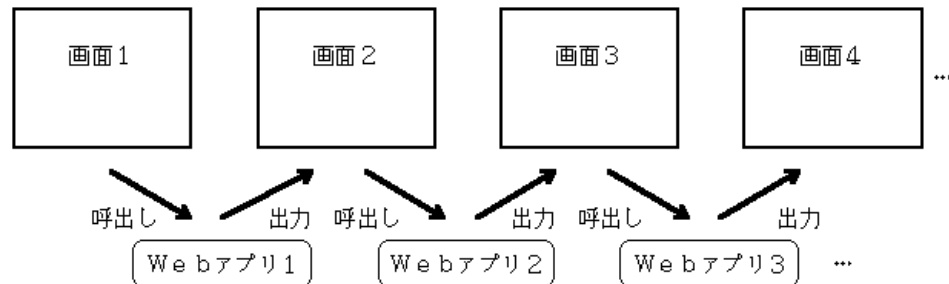 画面１ 画面２ 画面３ 画面４ …
呼出し 出力 呼出し 出力 呼出し 出力
Ｗｅｂアプリ１ Ｗｅｂアプリ２ Ｗｅｂアプリ３ …